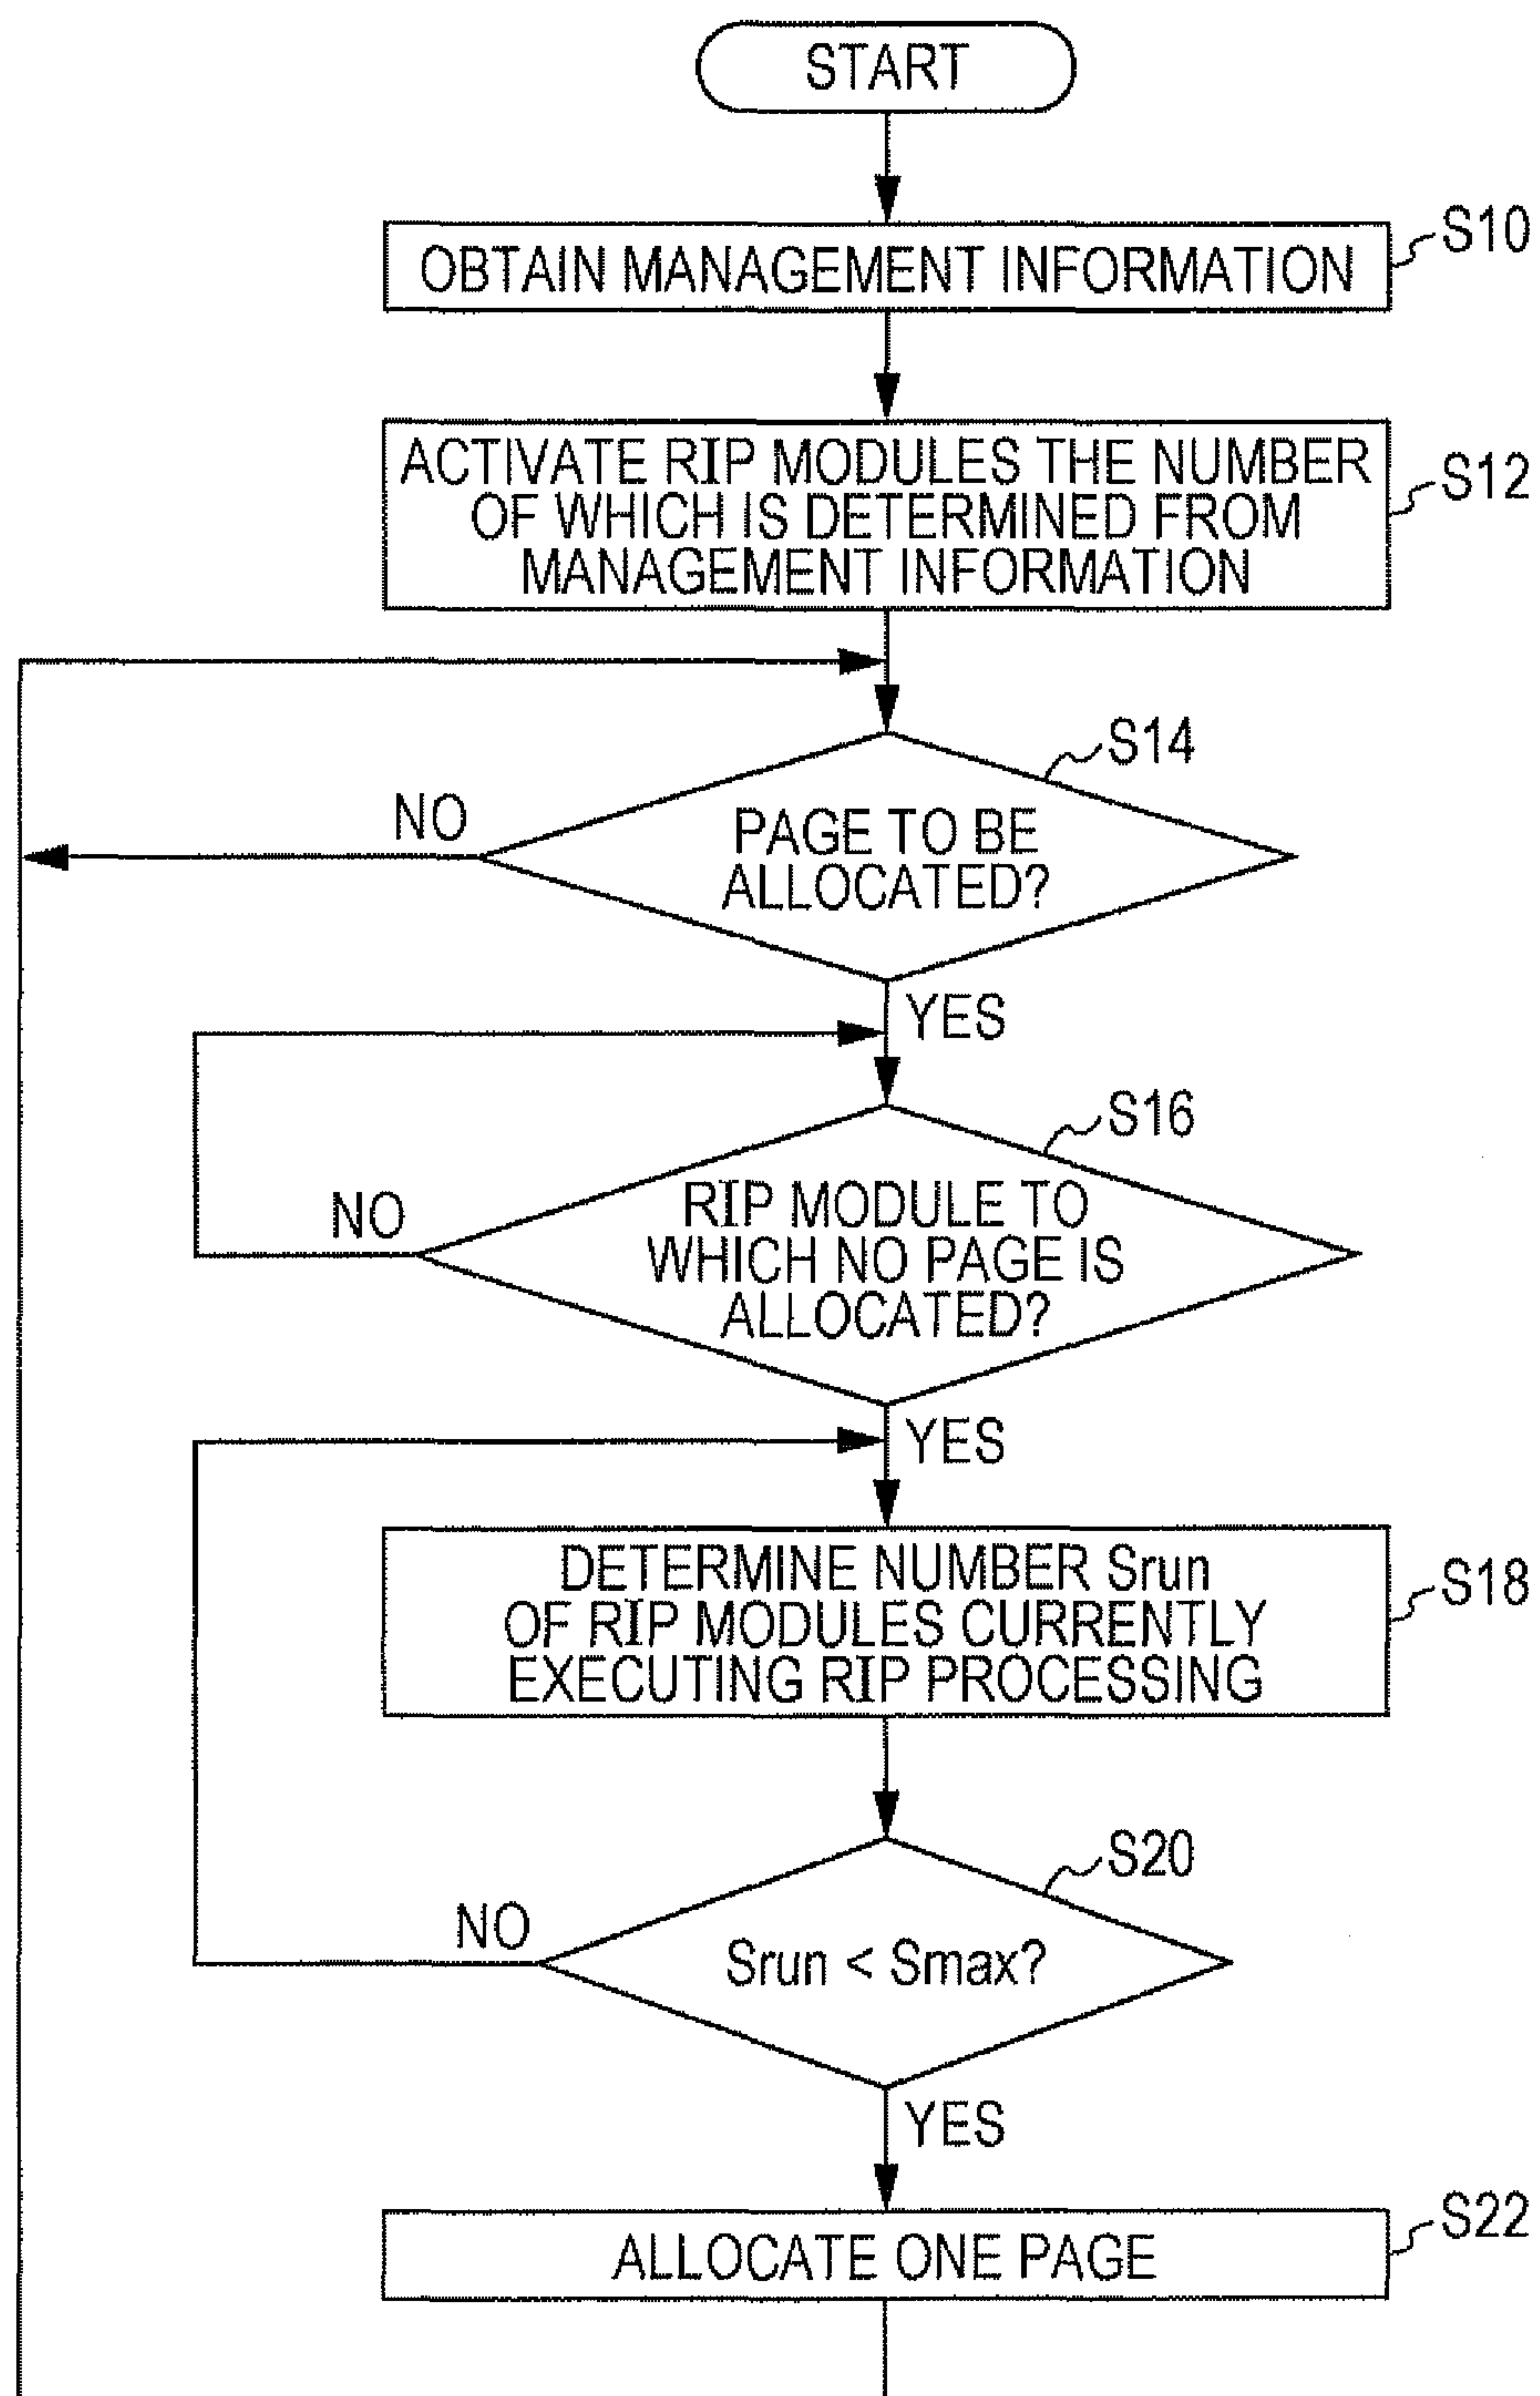 START
OBTAIN MANAGEMENT INFORMATION
S10
ACTIVATE RIP MODULES THE NUMBER
OF WHICH IS DETERMINED FROM
MANAGEMENT INFORMATION
S12
S14
NO
PAGE TO BE
ALLOCATED?
YES
S16
NO
RIP MODULE TO
WHICH NO PAGE IS
ALLOCATED?
YES
DETERMINE NUMBER Srun
OF RIP MODULES CURRENTLY
EXECUTING RIP PROCESSING
S18
S20
NO
Srun < Smax?
YES
S22
ALLOCATE ONE PAGE